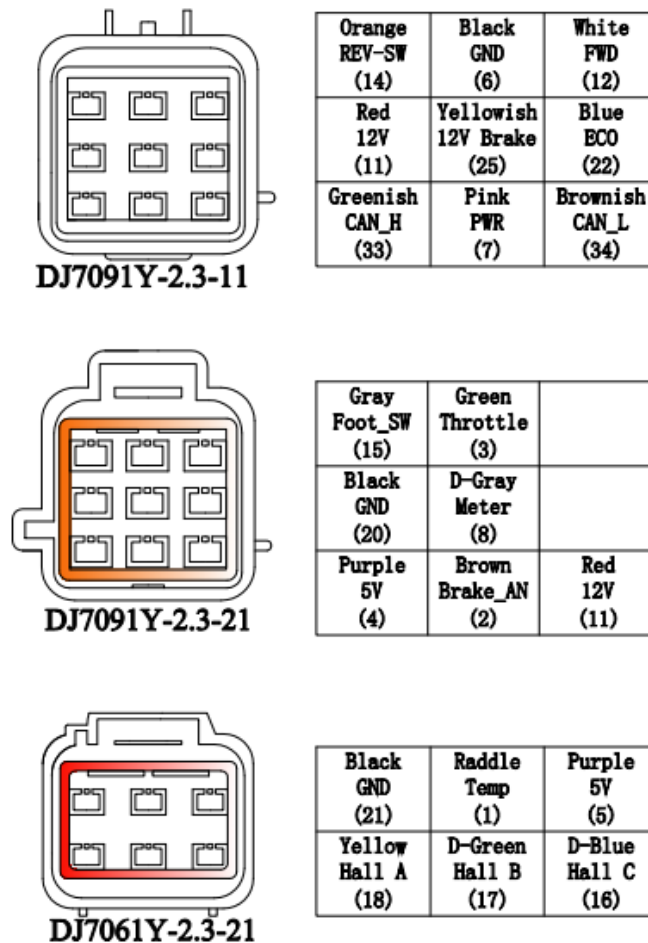 Orange Black White
REV-SW GND FWD
(14) (6) (12)
Red Yellowish Blue
12V 12V Brake ECO
(11) (25) (22)
Greenish Pink Brownish
CAN_H PWR CAN_L
(33) (7) (34)
DJ7091Y-2.3-11
Gray Green
Foot_SW Throttle
(15) (3)
Black D-Gray
GND Meter
(20) (8)
Purple Brown Red
5V Brake_AN 12V
(4) (2) (11)
DJ7091Y-2.3-21
Black Raddle Purple
GND Temp 5V
(21) (1) (5)
Yellow D-Green D-Blue
Hall A Hall B Hall C
(18) (17) (16)
DJ7061Y-2.3-21